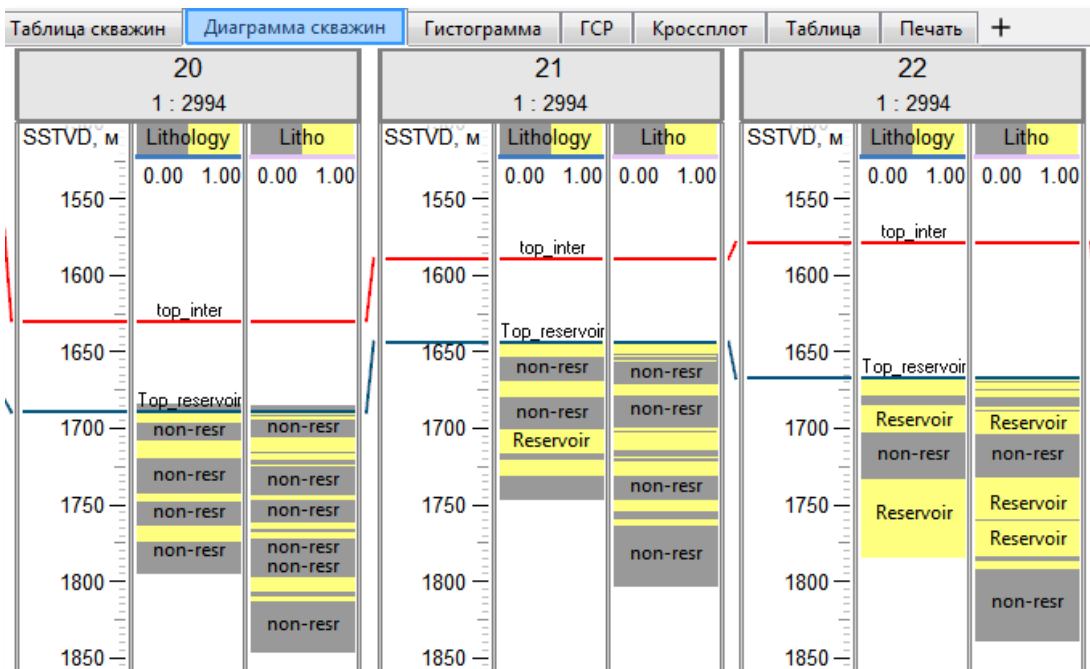 Таблица скважин Диаграмма скважин Гистограмма ГСР Кроссплот Таблица Печать +
20
1 : 2994
SSTVD, м Lithology Litho
0.00 1.00 0.00 1.00
1550
1600
top_inter
1650
Top_reservoir
1700
non-resr non-resr
non-resr non-resr
1750
non-resr non-resr
non-resr non-resr
non-resr
1800
non-resr
1850
21
1 : 2994
SSTVD, м Lithology Litho
0.00 1.00 0.00 1.00
1550
top_inter
1600
Top_reservoir
1650
non-resr non-resr
non-resr non-resr
1700
Reservoir
non-resr
1750
non-resr
1800
1850
22
1 : 2994
SSTVD, м Lithology Litho
0.00 1.00 0.00 1.00
1550
top_inter
1600
1650
Top_reservoir
1700
Reservoir Reservoir
non-resr non-resr
1750
Reservoir Reservoir
Reservoir
1800
non-resr
1850